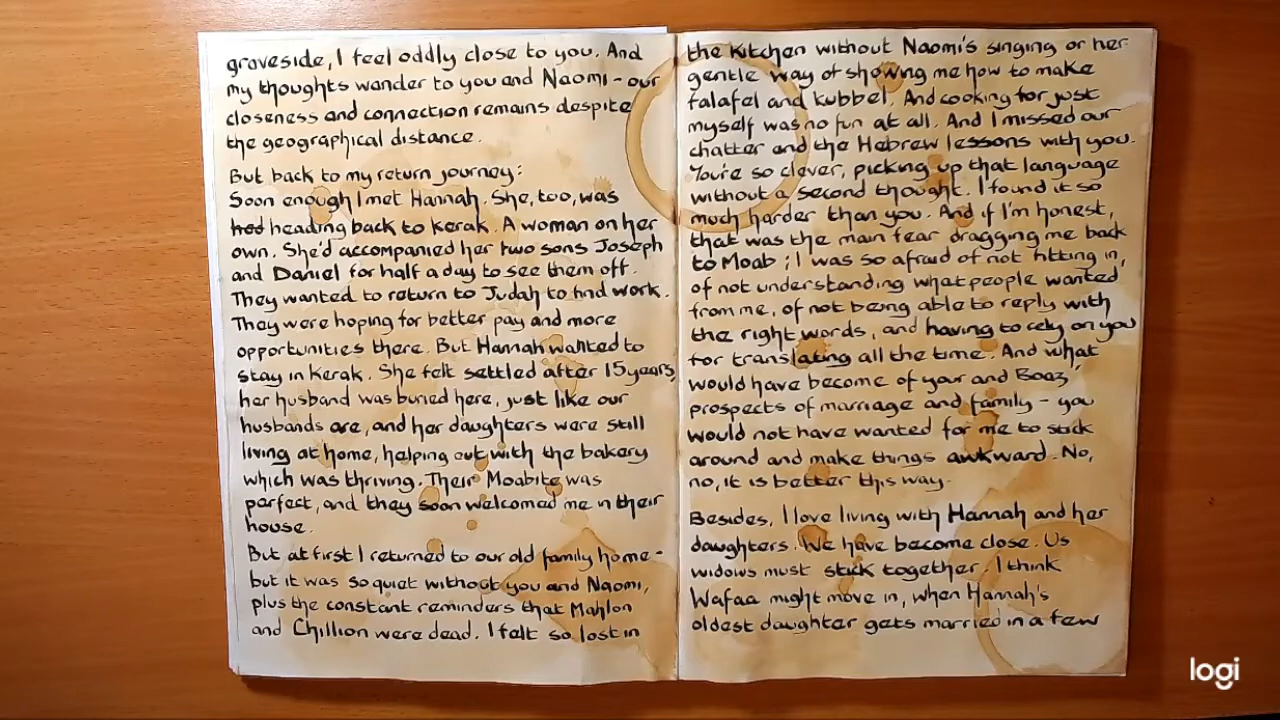 graveside, I feel oddly close to you. And
my thoughts wander to you and Naomi - our
closeness and connection remains despite
the geographical distance.
But back to my return journey:
Soon enough I met Hannah. She, too, was
had heading back to Kerak. A woman on her
own. She'd accompanied her two sons Joseph
and Daniel for half a day to see them off.
They wanted to return to Judah to find work.
They were hoping for better pay and more
opportunities there. But Hannah wanted to
stay in Kerak. She felt settled after 15 years,
her husband was buried here, just like our
husbands are, and her daughters were still
living at home, helping out with the bakery
which was thriving. Their Moabite was
perfect, and they soon welcomed me in their
house.
But at first I returned to our old family home -
but it was so quiet without you and Naomi,
plus the constant reminders that Mahlon
and Chillion were dead. I felt so lost in
the kitchen without Naomi's singing or her
gentle way of showing me how to make
falafel and kubbel. And cooking for just
myself was no fun at all. And I missed our
chatter and the Hebrew lessons with you.
You're so clever, picking up that language
without a second thought. I found it so
much harder than you. And if I'm honest,
that was the main fear dragging me back
to Moab; I was so afraid of not fitting in,
of not understanding what people wanted
from me, of not being able to reply with
the right words, and having to rely on you
for translating all the time. And what
would have become of your and Boaz'
prospects of marriage and family - you
would not have wanted for me to stick
around and make things awkward. No,
no, it is better this way.
Besides, I love living with Hannah and her
daughters. We have become close. Us
widows must stick together. I think
Wafaa might move in, when Hannah's
oldest daughter gets married in a few
logi